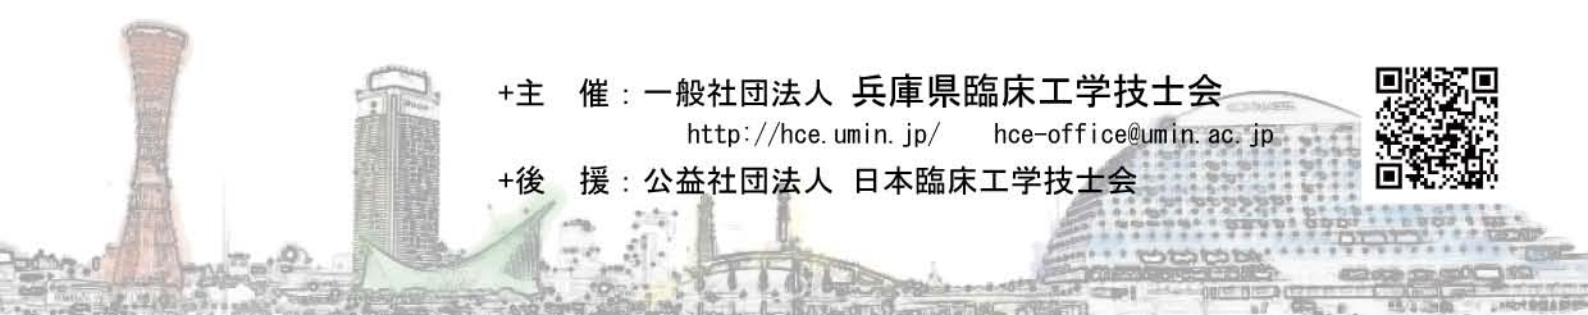 +主　催：一般社団法人 兵庫県臨床工学技士会
http://hce.umin.jp/　hce-office@umin.ac.jp
+後　援：公益社団法人 日本臨床工学技士会